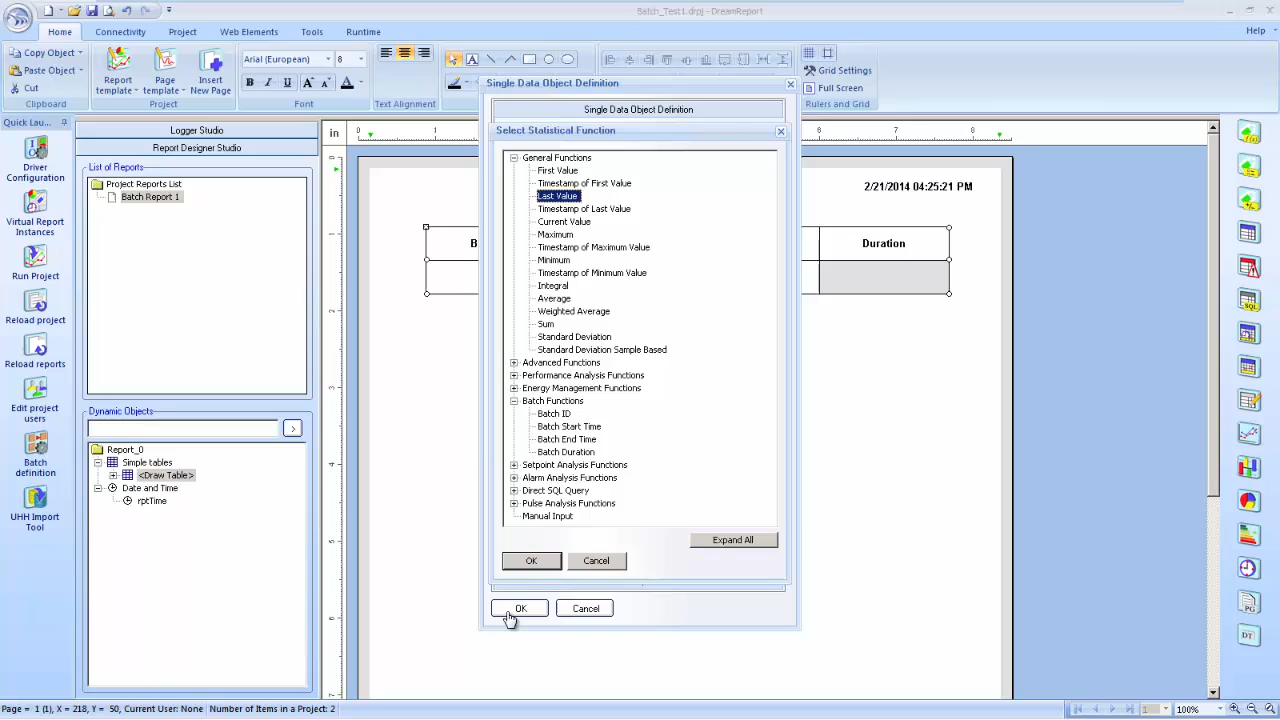 Batch_Test1.drpj - DreamReport
Home
Connectivity
Project
Web Elements
Tools
Runtime
Help
Copy Object
Paste Object
Cut
Clipboard
Report template
Page template
Insert New Page
Project
Arial (European)
8
B I U
Font
Text Alignment
Grid Settings
Full Screen
Rulers and Grid
Quick Lau...
Driver Configuration
Virtual Report Instances
Run Project
Reload project
Reload reports
Edit project users
Batch definition
UHH Import Tool
Logger Studio
Report Designer Studio
List of Reports
Project Reports List
Batch Report 1
Dynamic Objects
Report_0
Simple tables
<Draw Table>
Date and Time
rptTime
in
0 1 6 7 8
2/21/2014 04:25:21 PM
B
Duration
Single Data Object Definition
Single Data Object Definition
Select Statistical Function
General Functions
First Value
Timestamp of First Value
Last Value
Timestamp of Last Value
Current Value
Maximum
Timestamp of Maximum Value
Minimum
Timestamp of Minimum Value
Integral
Average
Weighted Average
Sum
Standard Deviation
Standard Deviation Sample Based
Advanced Functions
Performance Analysis Functions
Energy Management Functions
Batch Functions
Batch ID
Batch Start Time
Batch End Time
Batch Duration
Setpoint Analysis Functions
Alarm Analysis Functions
Direct SQL Query
Pulse Analysis Functions
Manual Input
Expand All
OK
Cancel
OK
Cancel
Page = 1 (1), X = 218, Y = 50, Current User: None
Number of Items in a Project: 2
1
100%